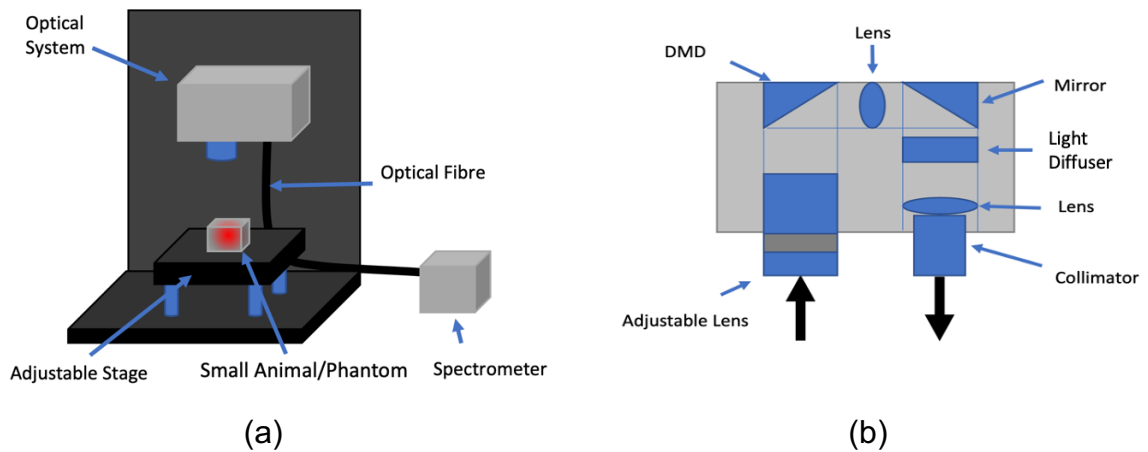 Optical
System
Optical Fibre
Adjustable Stage
Small Animal/Phantom
Spectrometer
(a)
DMD
Lens
Mirror
Light
Diffuser
Lens
Collimator
Adjustable Lens
(b)